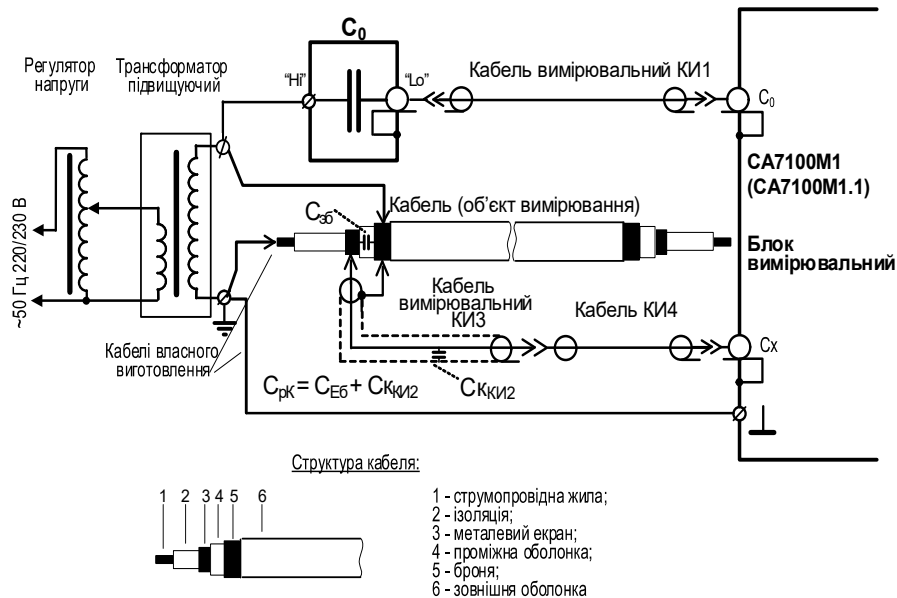 C₀
Регулятор
напруги
Трансформатор
підвищуючий
"Hi"
"Lo"
Кабель вимірювальний КИ1
C₀
СА7100М1
(СА7100М1.1)
Блок
вимірювальний
~50 Гц 220/230 В
Cзб
Кабель (об'єкт вимірювання)
Кабель
вимірювальний
КИ3
Кабель КИ4
Cx
Кабелі власного
виготовлення
CрК = CЕб + CккИ2
CккИ2
Структура кабеля:
1 2 3 4 5 6
1 - струмопровідна жила;
2 - ізоляція;
3 - металевий екран;
4 - проміжна оболонка;
5 - броня;
6 - зовнішня оболонка